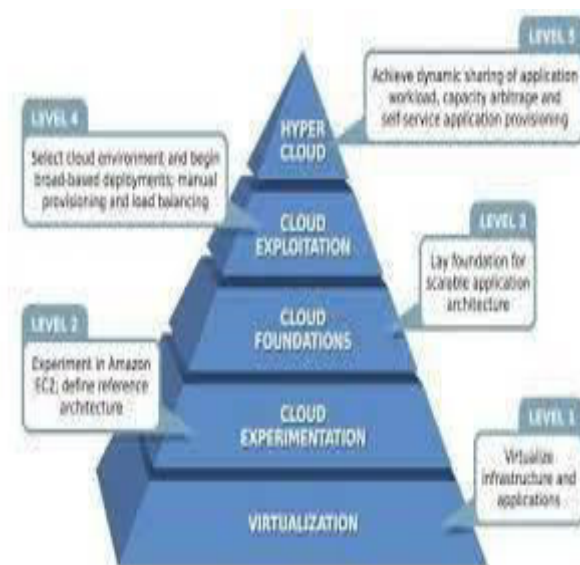 LEVEL 5
Achieve dynamic sharing of application
workload, capacity arbitrage and
self service application provisioning
HYPER
CLOUD
LEVEL 4
Select cloud environment and begin
broad-based deployments; manual
provisioning and load balancing
CLOUD
EXPLOITATION
LEVEL 3
Lay foundation for
scalable application
architecture
CLOUD
FOUNDATIONS
LEVEL 2
Experiment in Amazon
EC2; define reference
architecture
CLOUD
EXPERIMENTATION
LEVEL 1
Virtualize
infrastructure and
applications
VIRTUALIZATION